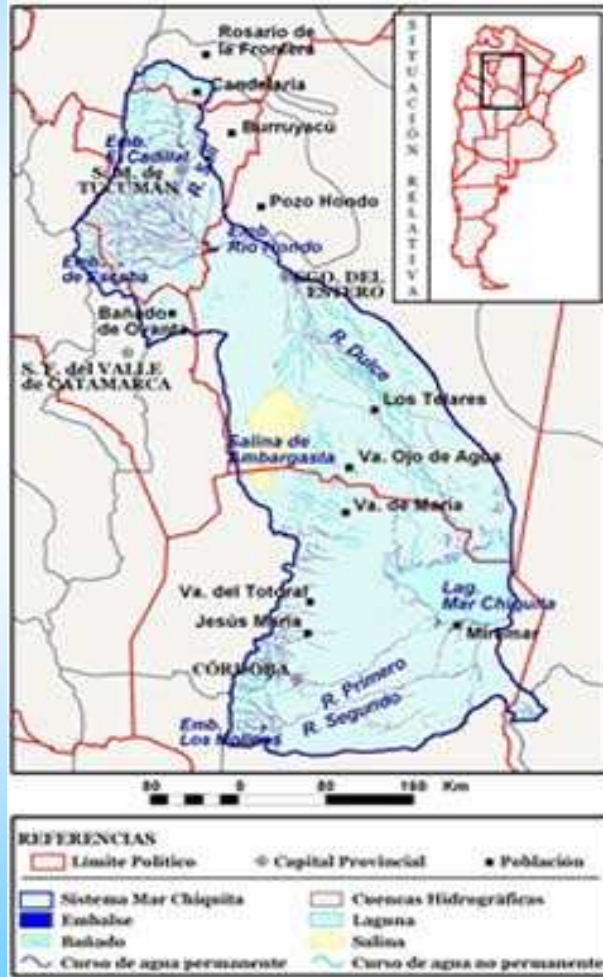 Rosario de
la Frontera
Candelaria
Burruyacú
Emb.
El Cadillal
S. M. de
TUCUMÁN
R. Salí
Pozo Hondo
Emb.
Río Hondo
Emb.
de Escaba
SGO. DEL
ESTERO
Bañado
de Ovanta
S. F. del VALLE
de CATAMARCA
R. Dulce
Los Telares
Salina de
Ambargasta
Va. Ojo de Agua
Va. de María
Va. del Totoral
Jesús María
Lag.
Mar Chiquita
Miramar
CÓRDOBA
R. Primero
R. Segundo
Emb.
Los Molinos
SITUACIÓN RELATIVA
80 0 80 160 Km
REFERENCIAS
Límite Político
Capital Provincial
Población
Sistema Mar Chiquita
Cuencas Hidrográficas
Embalse
Laguna
Bañado
Salina
Curso de agua permanente
Curso de agua no permanente